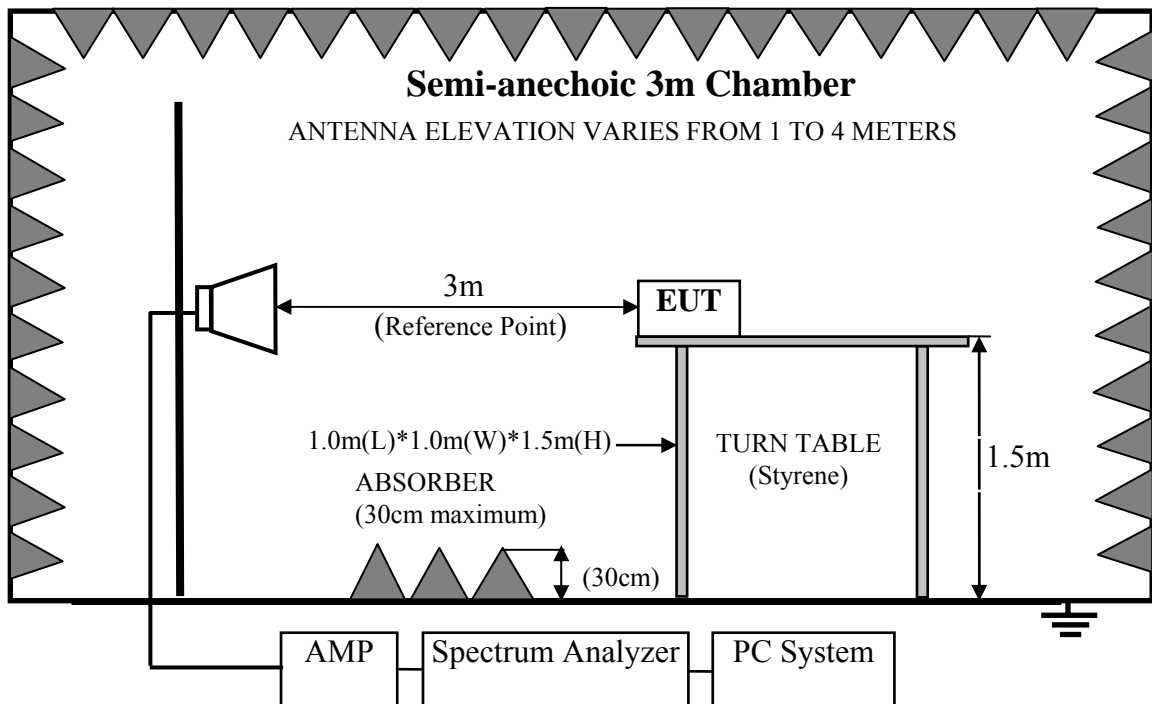 Semi-anechoic 3m Chamber
ANTENNA ELEVATION VARIES FROM 1 TO 4 METERS
3m
(Reference Point)
EUT
1.0m(L)*1.0m(W)*1.5m(H)
TURN TABLE
(Styrene)
1.5m
ABSORBER
(30cm maximum)
(30cm)
AMP
Spectrum Analyzer
PC System